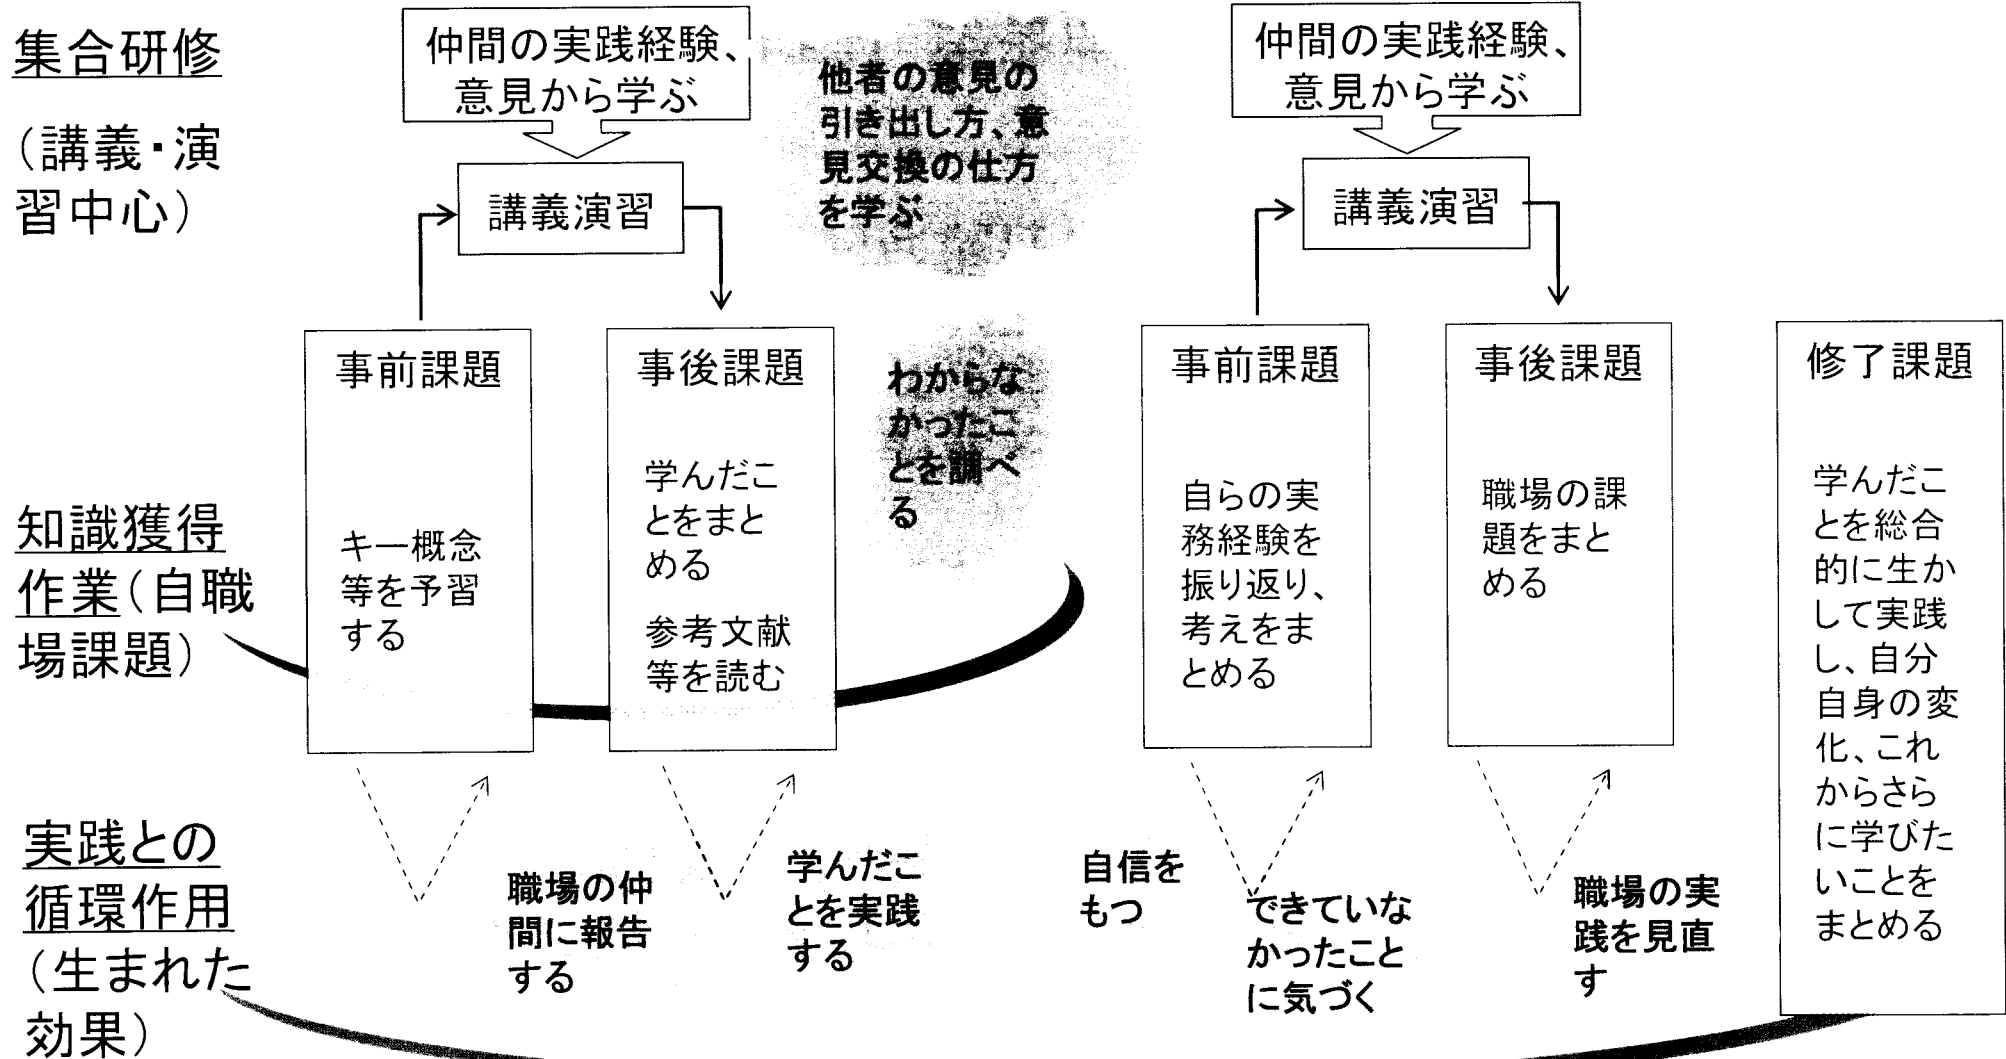 集合研修
（講義・演
習中心）
仲間の実践経験、
意見から学ぶ
講義演習
他者の意見の
引き出し方、意
見交換の仕方
を学ぶ
仲間の実践経験、
意見から学ぶ
講義演習
知識獲得
作業（自職
場課題）
事前課題
キー概念
等を予習
する
事後課題
学んだこ
とをまと
める
参考文献
等を読む
わからな
かったこ
とを調べ
る
事前課題
自らの実
務経験を
振り返り、
考えをま
とめる
事後課題
職場の課
題をまと
める
修了課題
学んだこ
とを総合
的に生か
して実践
し、自分
自身の変
化、これ
からさら
に学びた
いことを
まとめる
実践との
循環作用
（生まれた
効果）
職場の仲
間に報告
する
学んだこ
とを実践
する
自信を
もつ
できていな
かったこと
に気づく
職場の実
践を見直
す